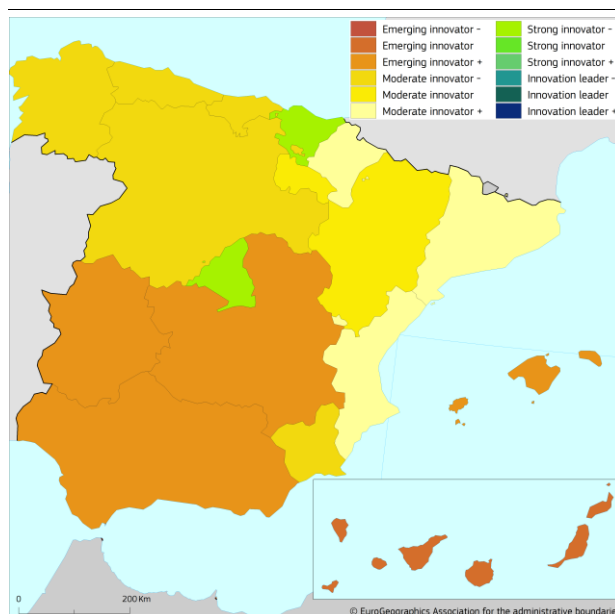 Emerging innovator –
Emerging innovator
Emerging innovator +
Moderate innovator –
Moderate innovator
Moderate innovator +
Strong innovator –
Strong innovator
Strong innovator +
Innovation leader –
Innovation leader
Innovation leader +
0
200 Km
© EuroGeographics Association for the administrative boundarie